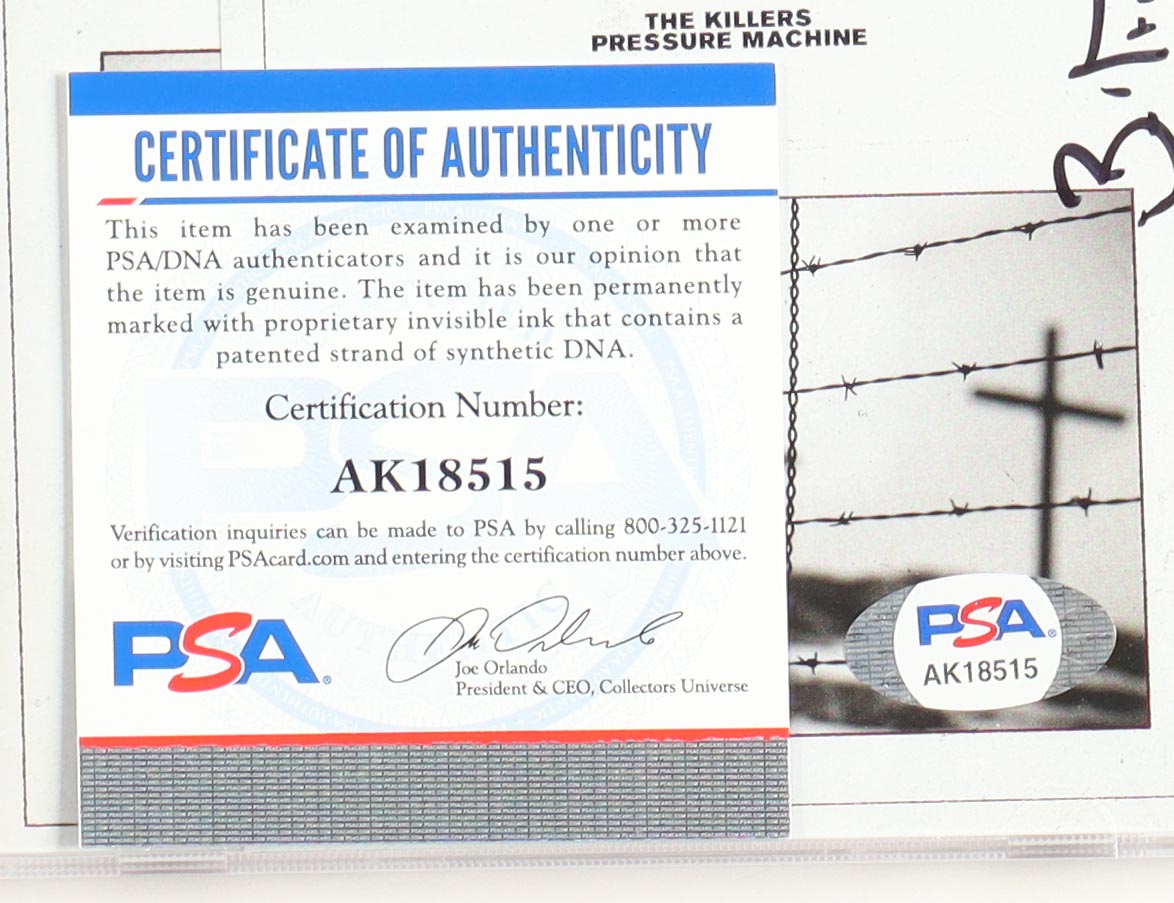 THE KILLERS
PRESSURE MACHINE
CERTIFICATE OF AUTHENTICITY
This item has been examined by one or more
PSA/DNA authenticators and it is our opinion that
the item is genuine. The item has been permanently
marked with proprietary invisible ink that contains a
patented strand of synthetic DNA.
Certification Number:
AK18515
Verification inquiries can be made to PSA by calling 800-325-1121
or by visiting PSAcard.com and entering the certification number above.
PSA®
Joe Orlando
President & CEO, Collectors Universe
PSA®
AK18515